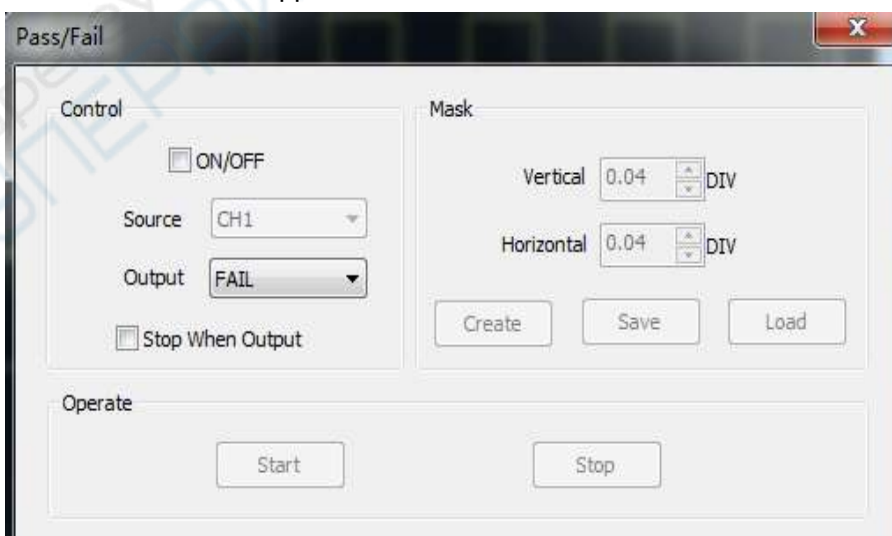 Pass/Fail
Control
ON/OFF
Source CH1
Output FAIL
Stop When Output
Mask
Vertical 0.04 DIV
Horizontal 0.04 DIV
Create Save Load
Operate
Start Stop